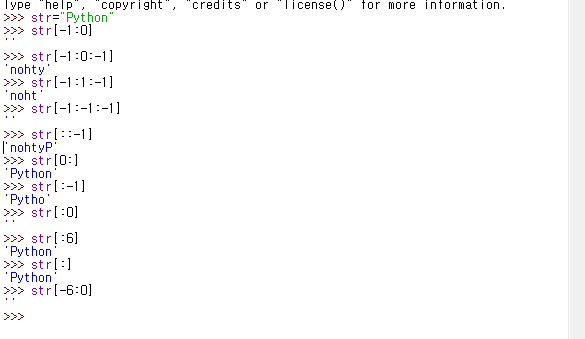 Type "help", "copyright", "credits" or "license()" for more information.
>>> str="Python"
>>> str[-1:0]
''
>>> str[-1:0:-1]
'nohty'
>>> str[-1:1:-1]
'noht'
>>> str[-1:-1:-1]
''
>>> str[::-1]
'nohtyP'
>>> str[0:]
'Python'
>>> str[:-1]
'Pytho'
>>> str[:0]
''
>>> str[:6]
'Python'
>>> str[:]
'Python'
>>> str[-6:0]
''
>>>